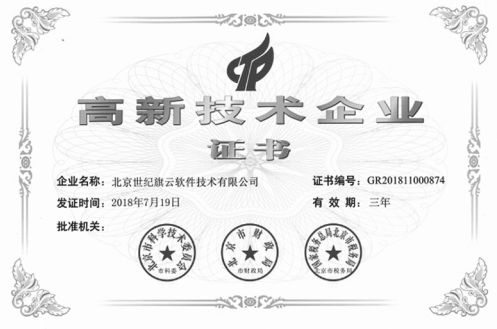 高新技术企业
证书
企业名称：北京世纪旗云软件技术有限公司
证书编号：GR201811000874
发证时间：2018年7月19日
有 效 期：三年
批准机关：
北京市科学技术委员会
市科委
北京市财政局
市财政局
国家税务总局北京市税务局
北京市税务局